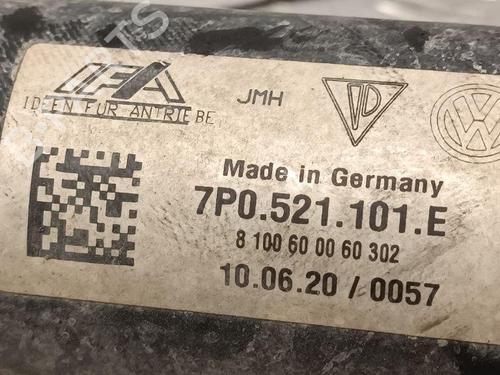 IFA
IDEEN FUR ANTRIEBE
JMH
Made in Germany
7P0.521.101.E
8 100 60 00 60 302
10.06.20 / 0057